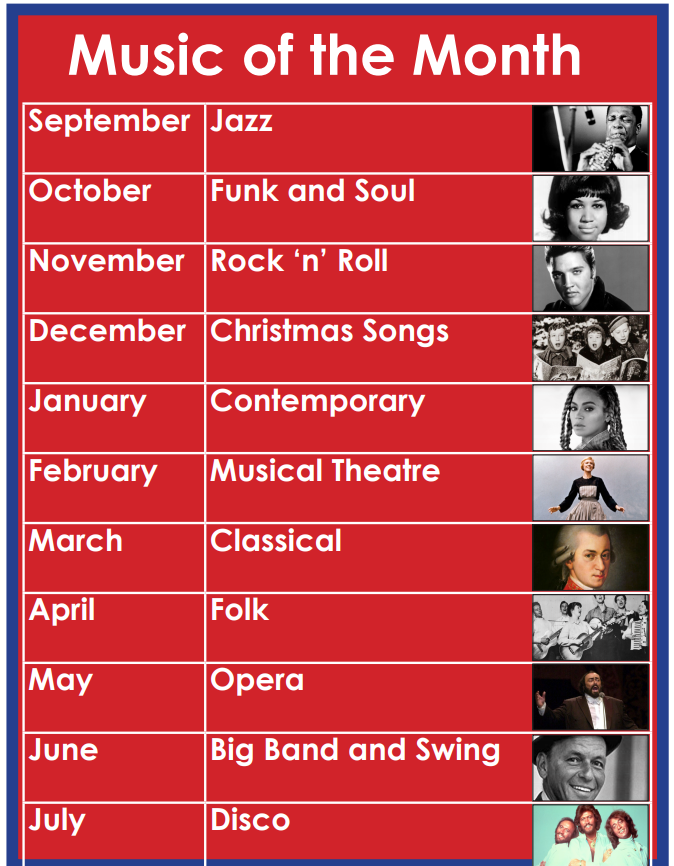 Music of the Month
September Jazz
October Funk and Soul
November Rock ‘n’ Roll
December Christmas Songs
January Contemporary
February Musical Theatre
March Classical
April Folk
May Opera
June Big Band and Swing
July Disco